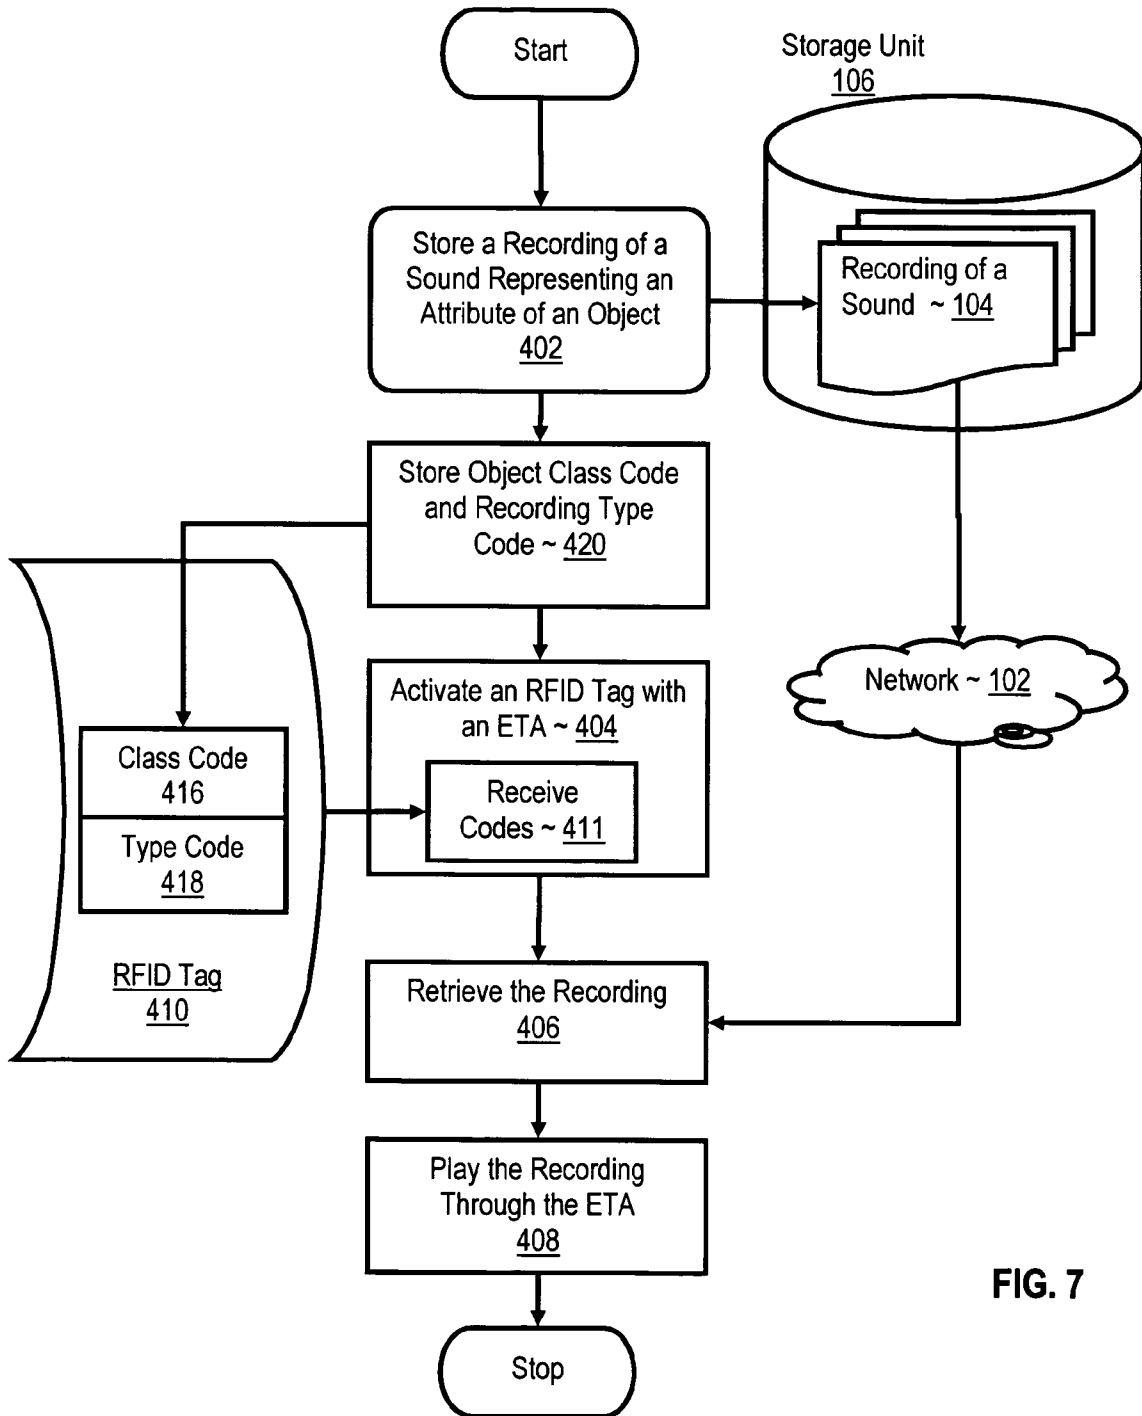 Start
Storage Unit
106
Store a Recording of a
Sound Representing an
Attribute of an Object
402
Recording of a
Sound ~ 104
Store Object Class Code
and Recording Type
Code ~ 420
Activate an RFID Tag with
an ETA ~ 404
Receive
Codes ~ 411
Network ~ 102
Class Code
416
Type Code
418
RFID Tag
410
Retrieve the Recording
406
Play the Recording
Through the ETA
408
Stop
FIG. 7